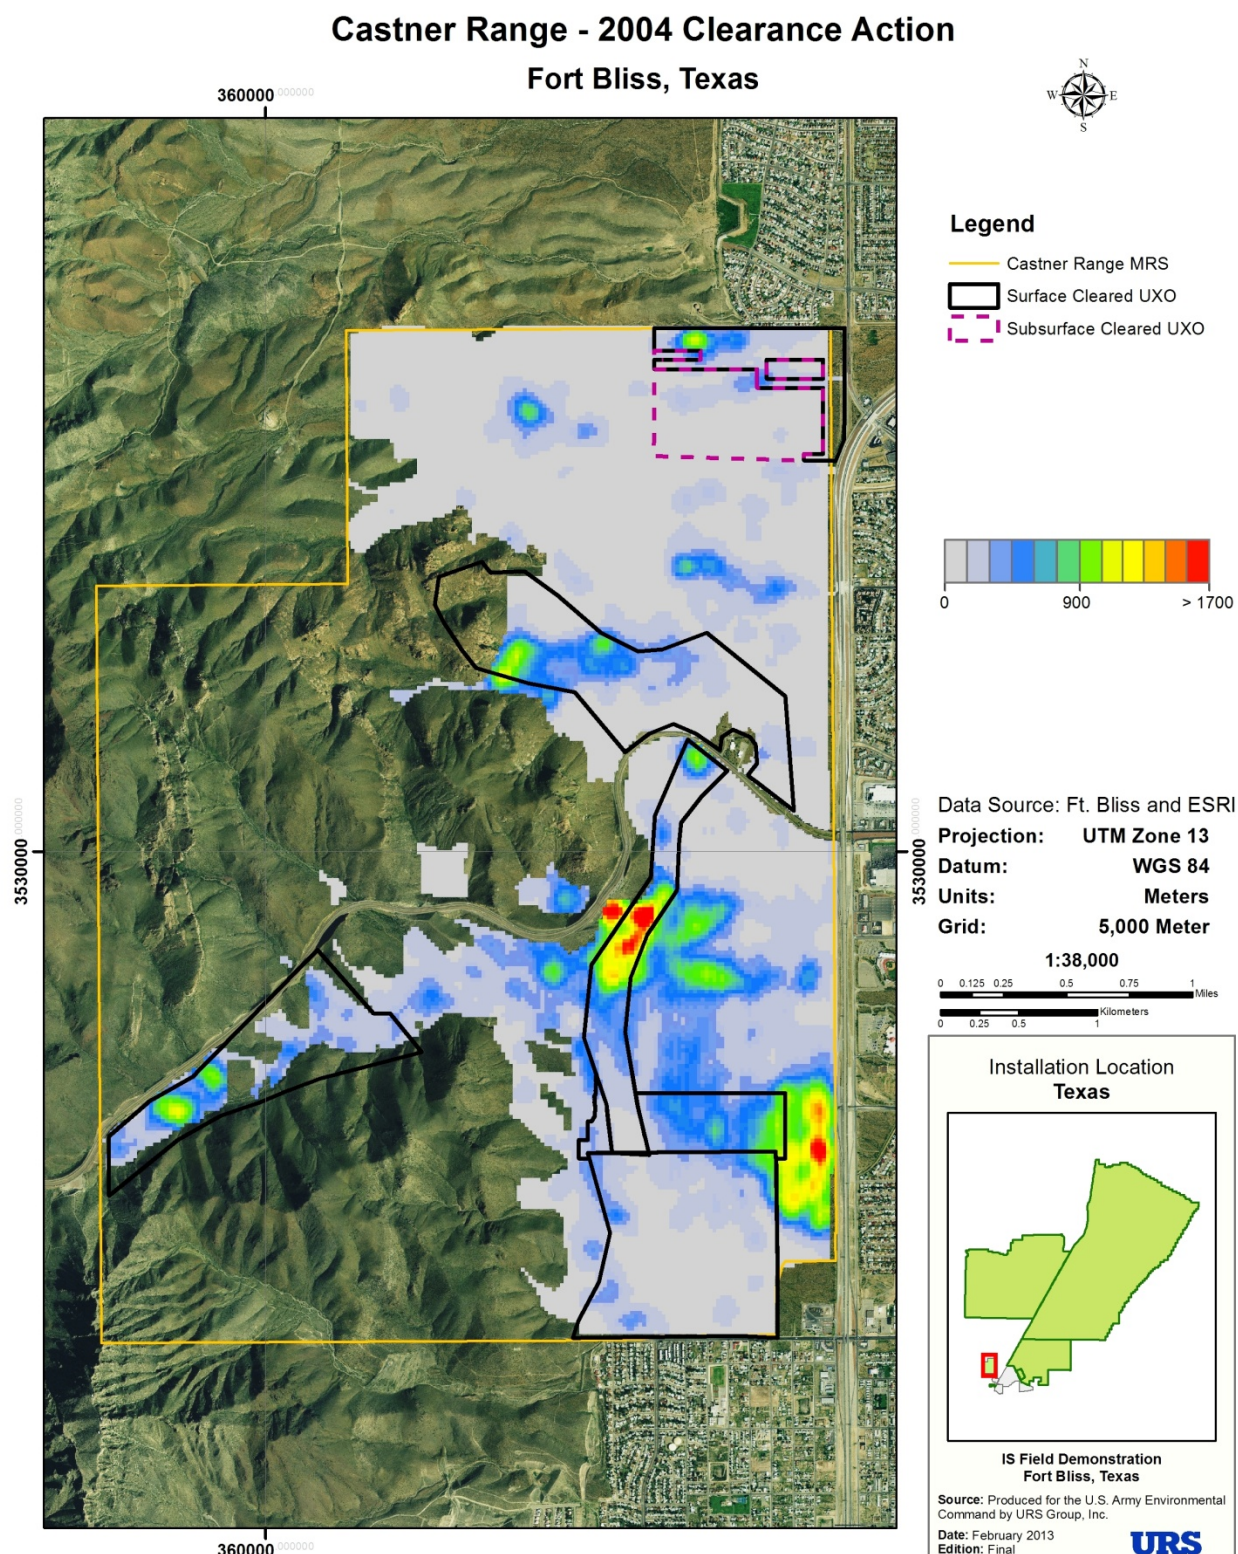 Castner Range - 2004 Clearance Action
Fort Bliss, Texas
N
W E
S
360000.000000
Legend
Castner Range MRS
Surface Cleared UXO
Subsurface Cleared UXO
0 900 > 1700
3530000.000000
3530000.000000
Data Source: Ft. Bliss and ESRI
Projection: UTM Zone 13
Datum: WGS 84
Units: Meters
Grid: 5,000 Meter
1:38,000
0 0.125 0.25 0.5 0.75 1
Miles
Kilometers
0 0.25 0.5 1
Installation Location
Texas
IS Field Demonstration
Fort Bliss, Texas
Source: Produced for the U.S. Army Environmental
Command by URS Group, Inc.
Date: February 2013
Edition: Final
URS
360000.000000